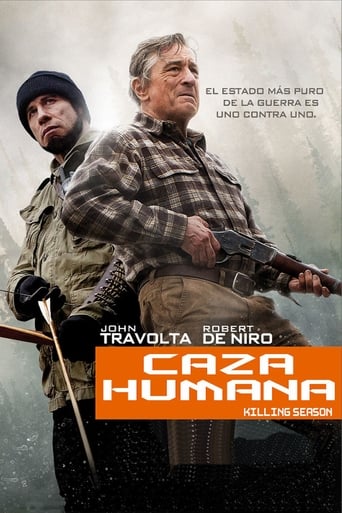 EL ESTADO MÁS PURO
DE LA GUERRA ES
UNO CONTRA UNO.
JOHN ROBERT
TRAVOLTA DE NIRO
CAZA
HUMANA
KILLING SEASON